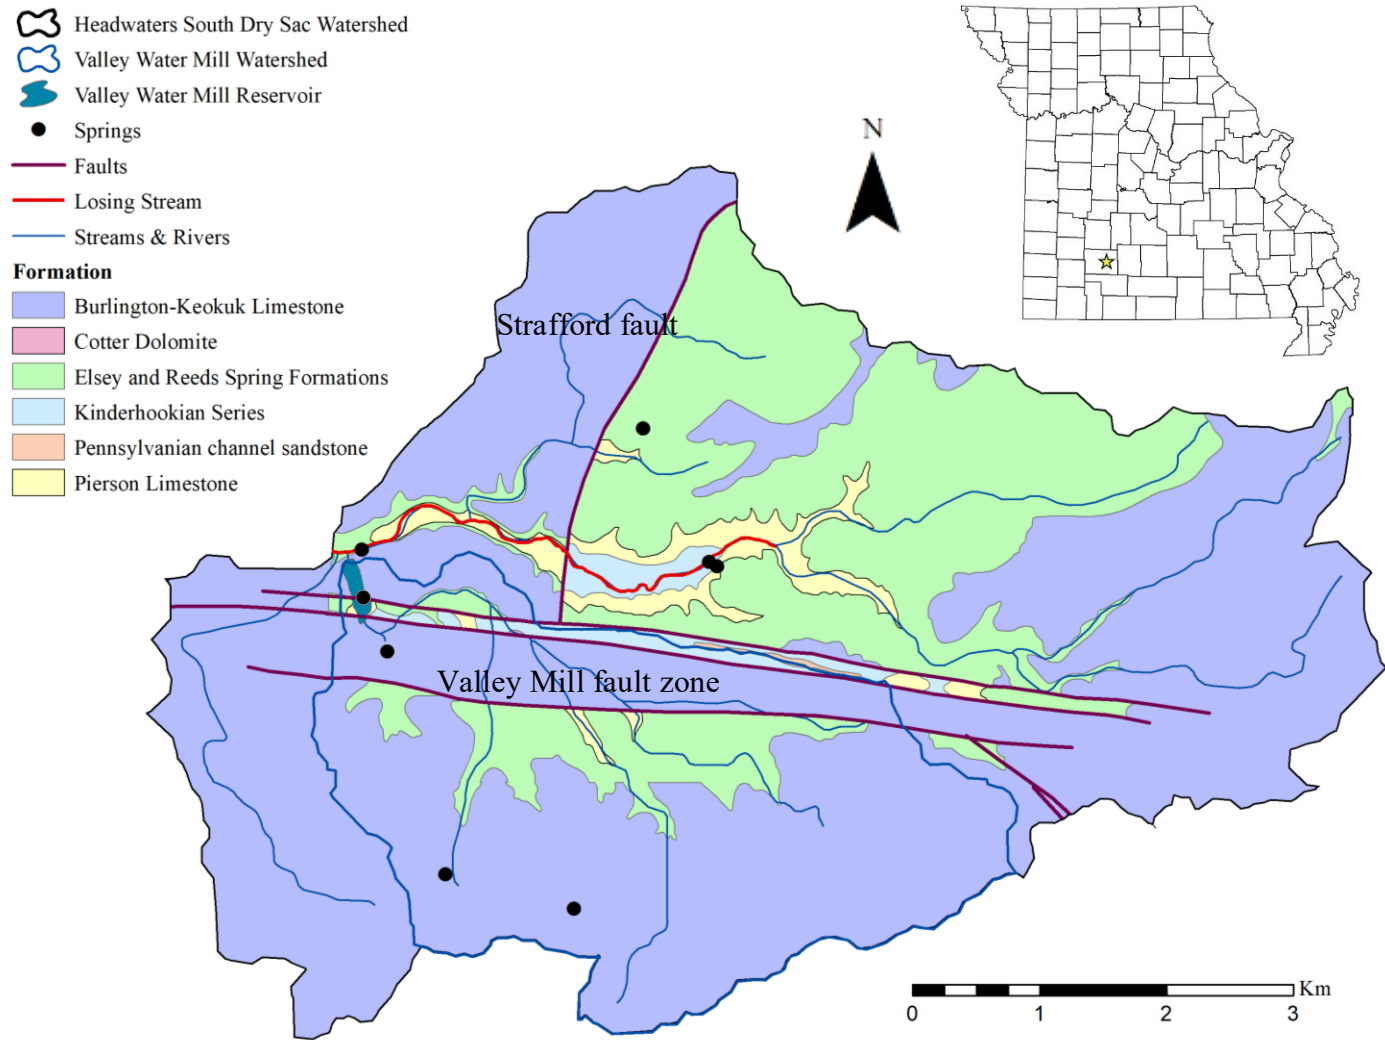 Headwaters South Dry Sac Watershed
Valley Water Mill Watershed
Valley Water Mill Reservoir
Springs
Faults
Losing Stream
Streams & Rivers
Formation
Burlington-Keokuk Limestone
Cotter Dolomite
Elsey and Reeds Spring Formations
Kinderhookian Series
Pennsylvanian channel sandstone
Pierson Limestone
N
Strafford fault
Valley Mill fault zone
Km
0 1 2 3